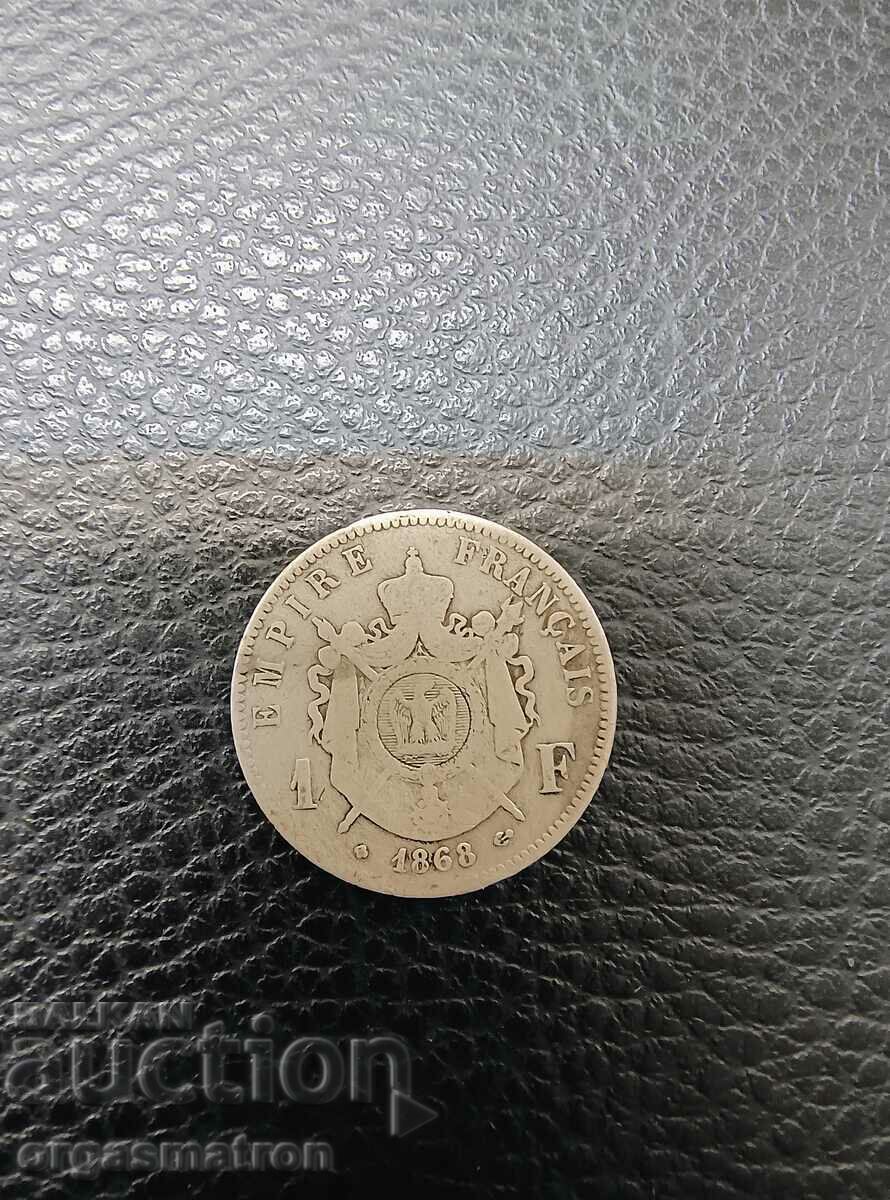 EMPIRE FRANÇAIS
1 F
1868
BALKAN
auction
orgasmatron